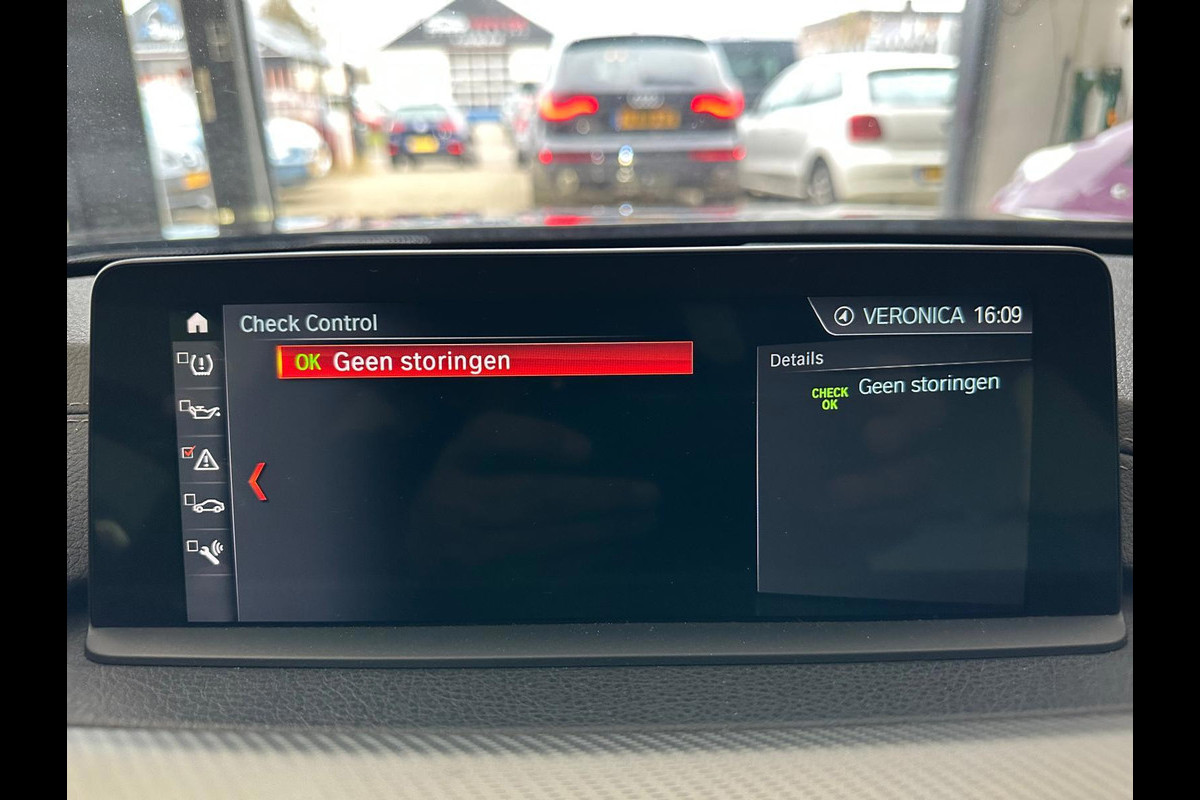 Check Control
VERONICA 16:09
OK Geen storingen
Details
CHECK
OK
Geen storingen